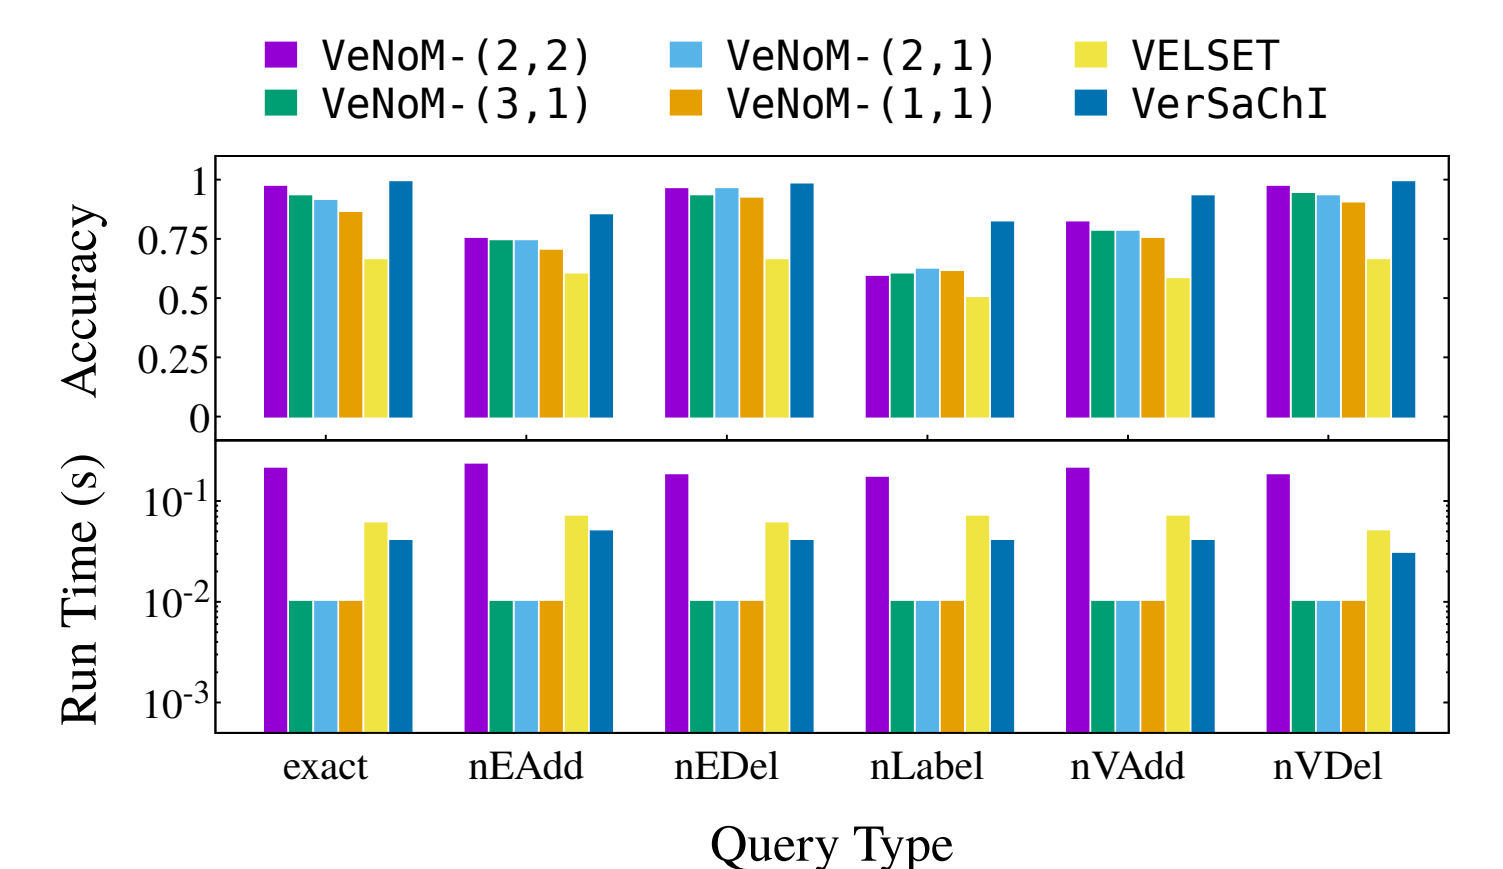 VeNoM-(2,2) VeNoM-(2,1) VELSET
VeNoM-(3,1) VeNoM-(1,1) VerSaChI
Accuracy
1
0.75
0.5
0.25
0
Run Time (s)
10-1
10-2
10-3
exact nEAdd nEDel nLabel nVAdd nVDel
Query Type